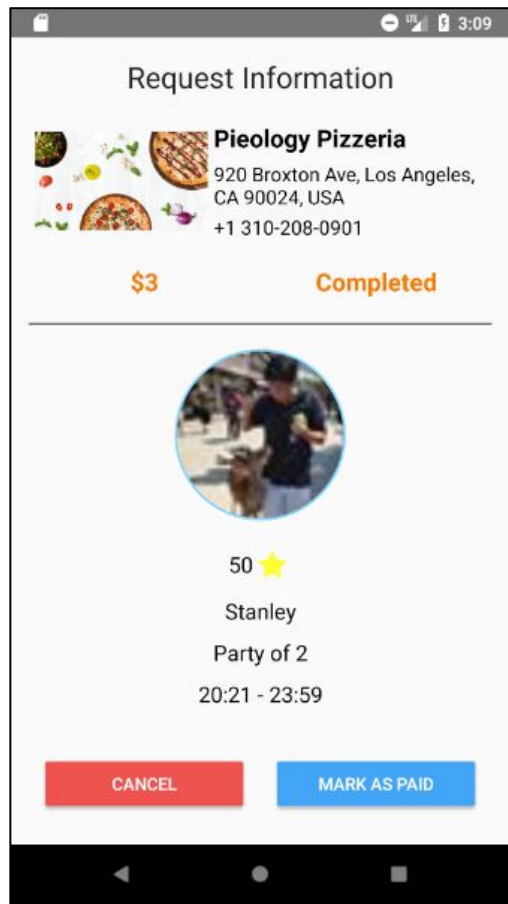 LTE 3:09
Request Information
Pieology Pizzeria
920 Broxton Ave, Los Angeles,
CA 90024, USA
+1 310-208-0901
$3 Completed
50
Stanley
Party of 2
20:21 - 23:59
CANCEL MARK AS PAID